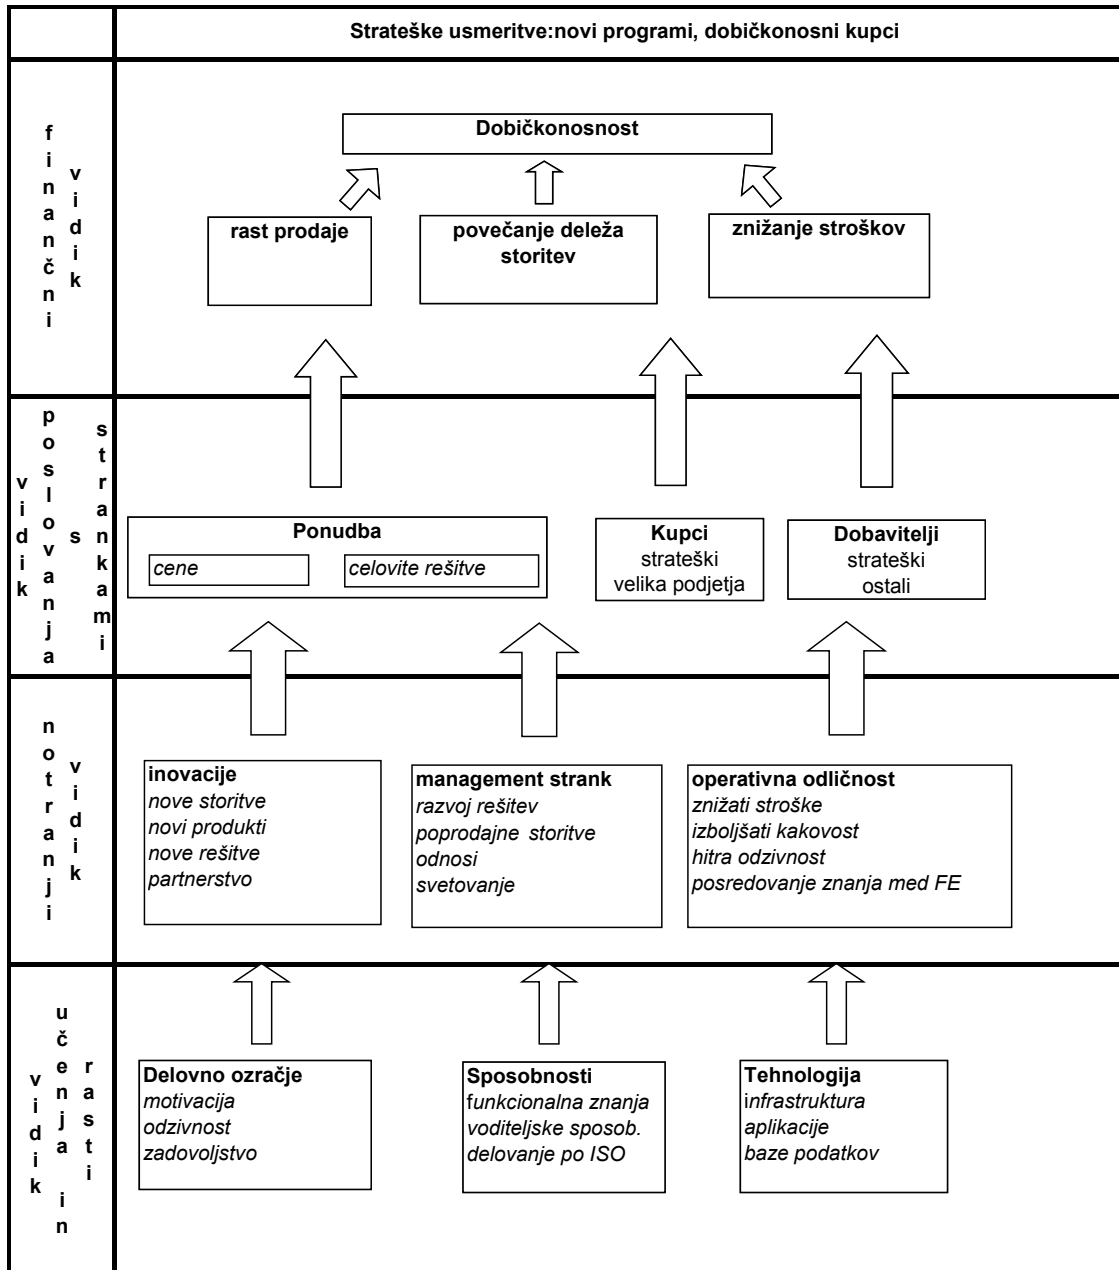 Strateške usmeritve:novi programi, dobičkonosni kupci
finančni
vidik
Dobičkonosnost
rast prodaje
povečanje deleža
storitev
znižanje stroškov
vidik
poslovanja
s
strankami
Ponudba
cene
celovite rešitve
Kupci
strateški
velika podjetja
Dobavitelji
strateški
ostali
notranji
vidik
inovacije
nove storitve
novi produkti
nove rešitve
partnerstvo
management strank
razvoj rešitev
poprodajne storitve
odnosi
svetovanje
operativna odličnost
znižati stroške
izboljšati kakovost
hitra odzivnost
posredovanje znanja med FE
vidik
učenja in
rasti
Delovno ozračje
motivacija
odzivnost
zadovoljstvo
Sposobnosti
funkcionalna znanja
voditeljske sposob.
delovanje po ISO
Tehnologija
infrastruktura
aplikacije
baze podatkov